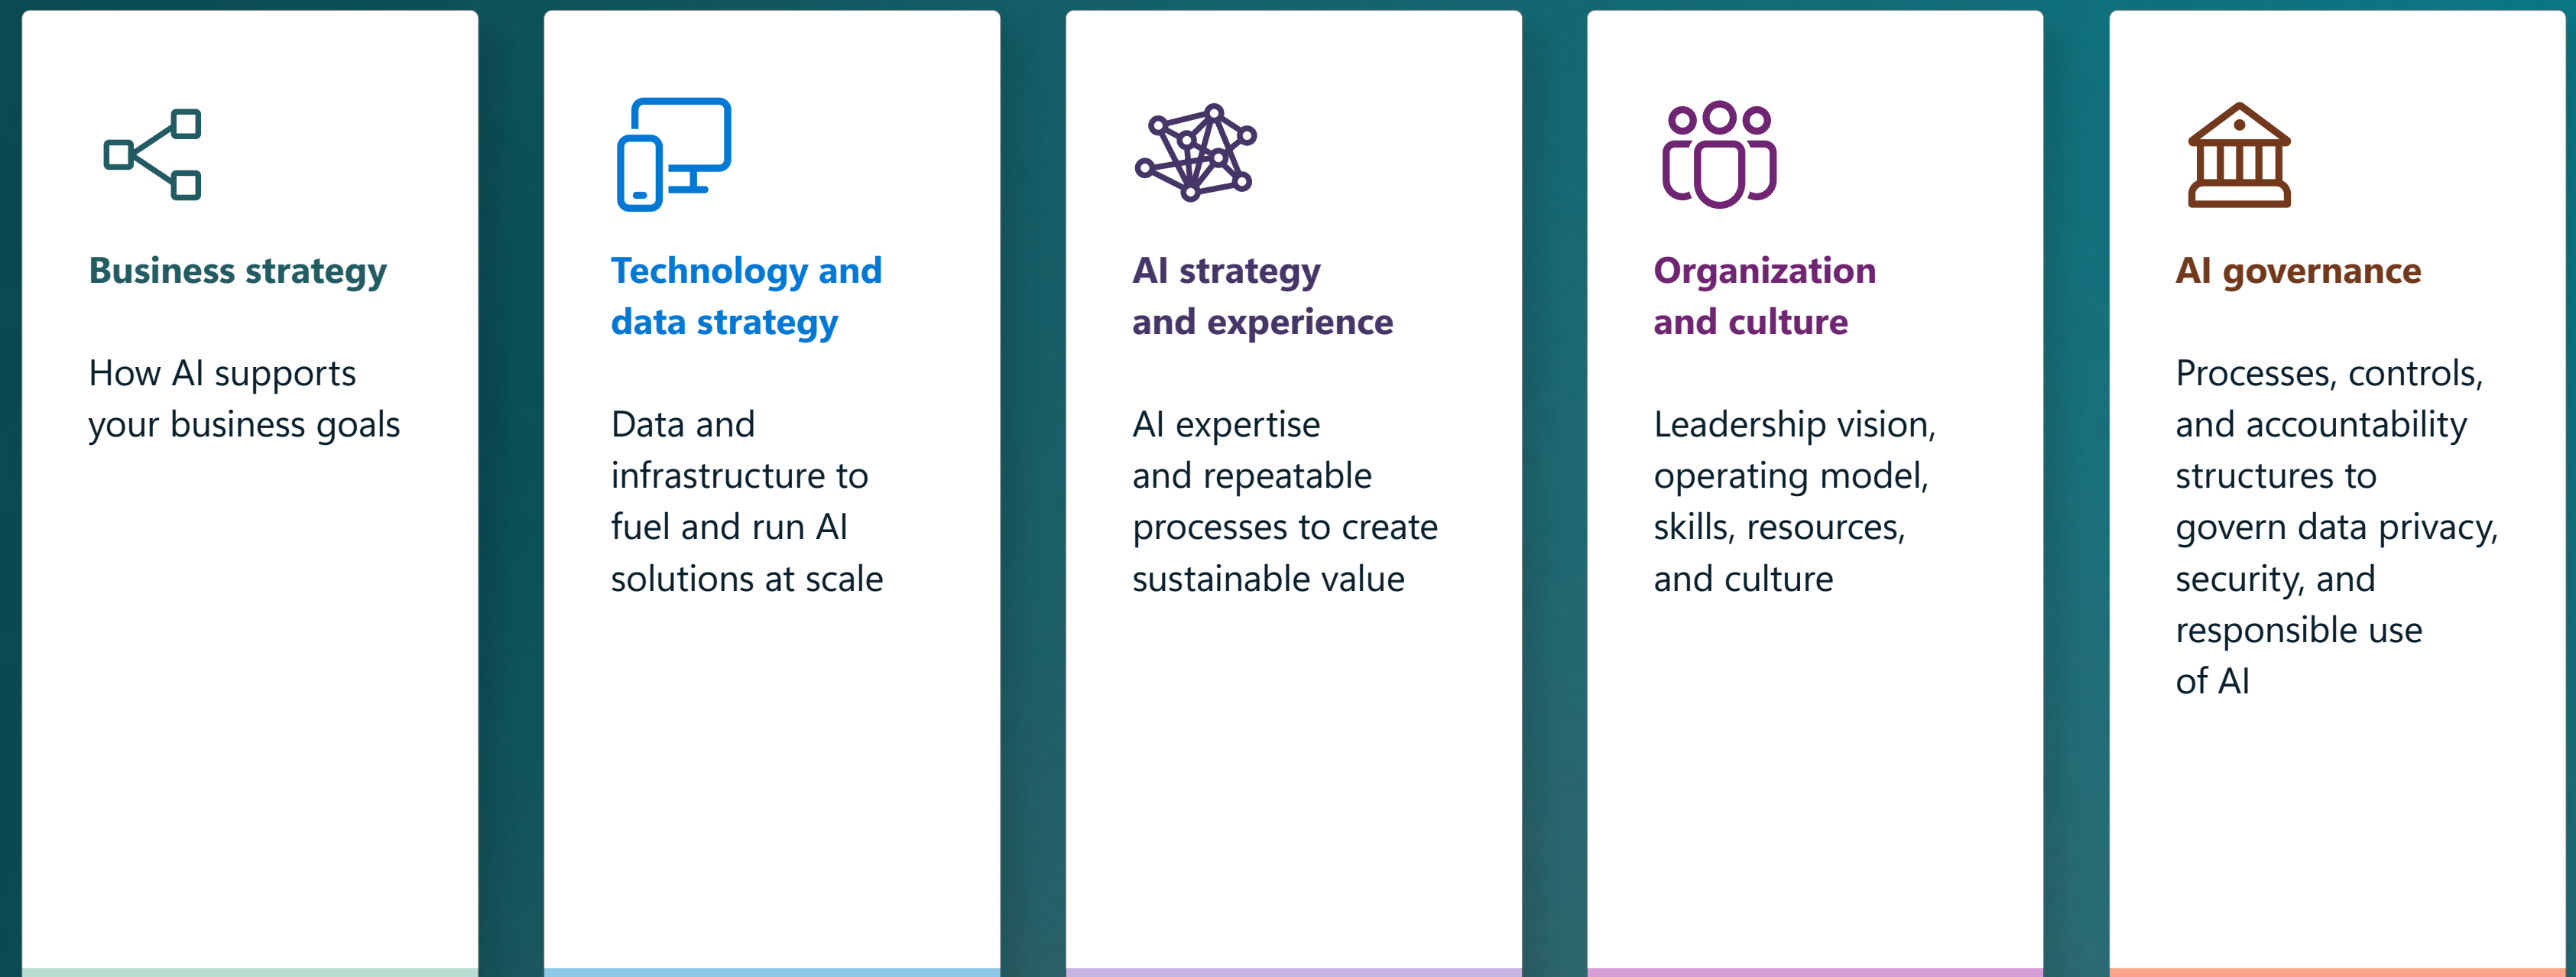 Business strategy
How AI supports
your business goals
Technology and
data strategy
Data and
infrastructure to
fuel and run AI
solutions at scale
AI strategy
and experience
AI expertise
and repeatable
processes to create
sustainable value
Organization
and culture
Leadership vision,
operating model,
skills, resources,
and culture
AI governance
Processes, controls,
and accountability
structures to
govern data privacy,
security, and
responsible use
of AI